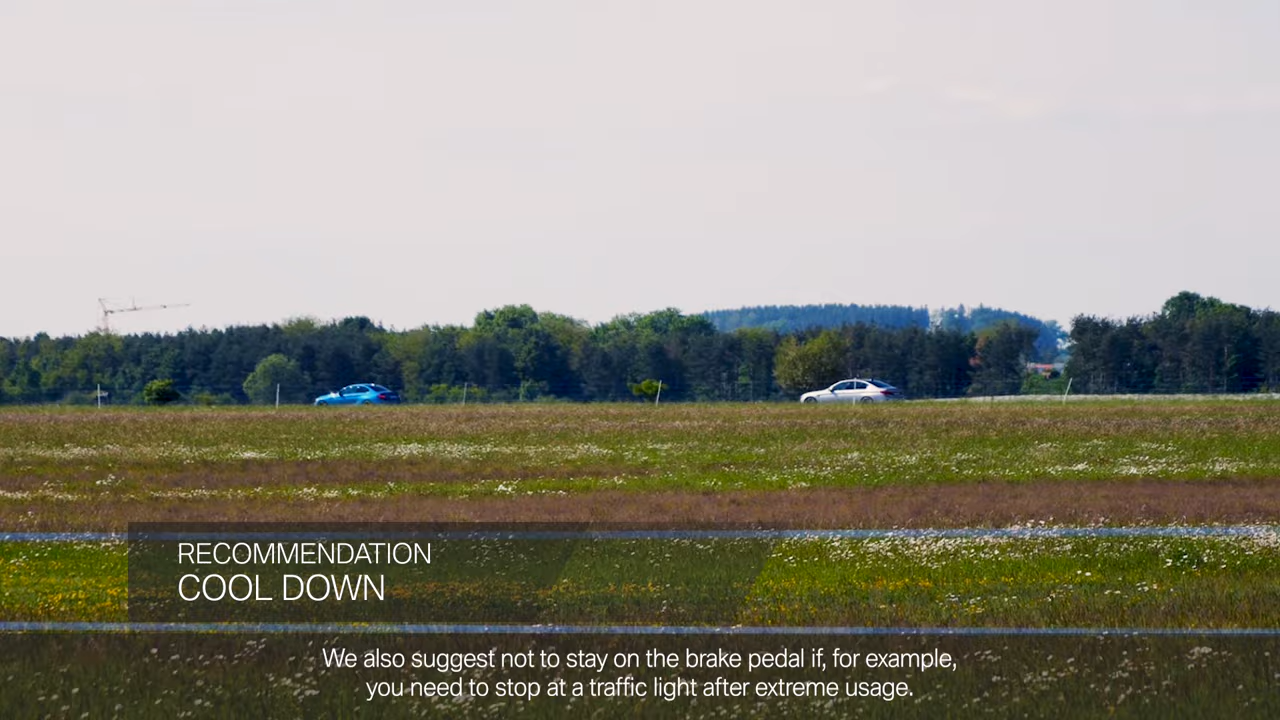 RECOMMENDATION
COOL DOWN
We also suggest not to stay on the brake pedal if, for example,
you need to stop at a traffic light after extreme usage.